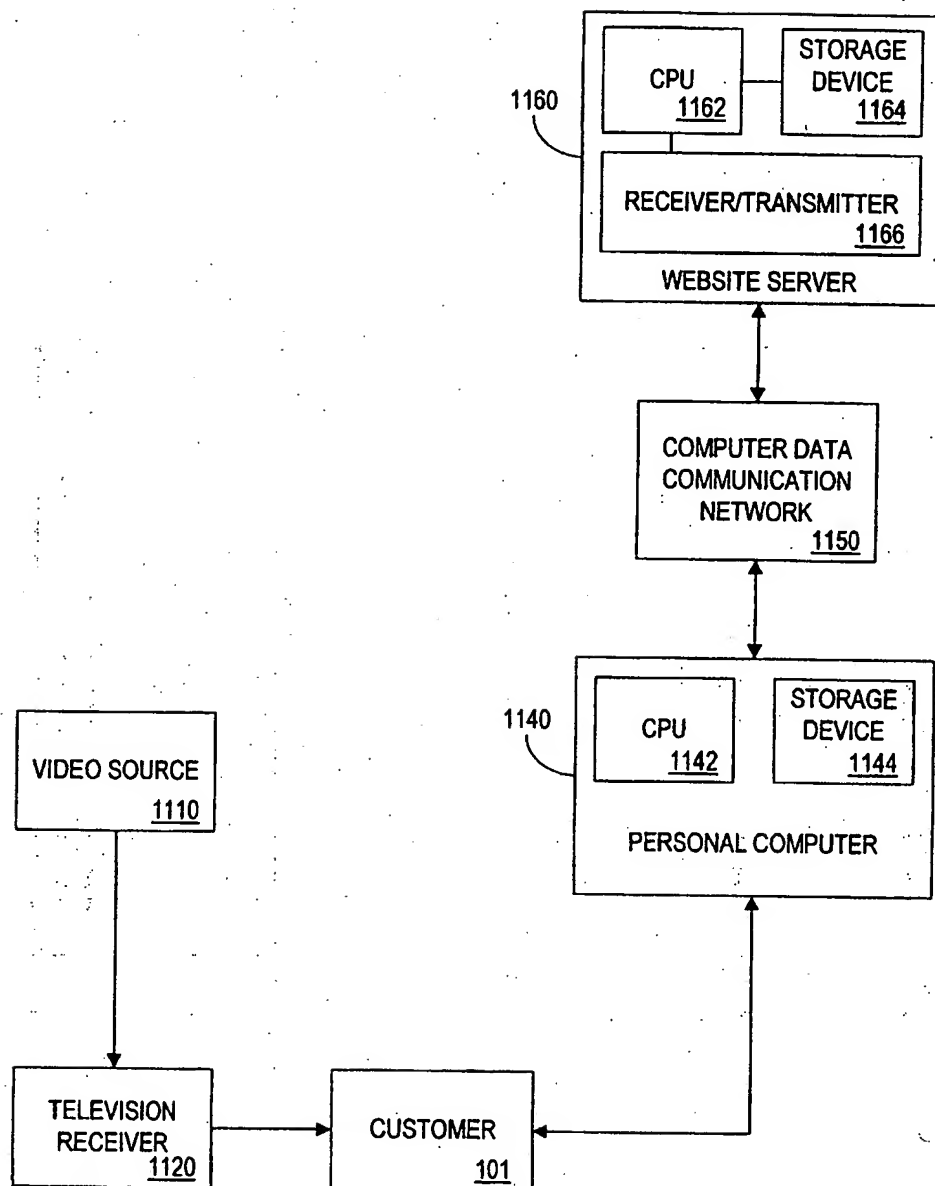 CPU
1162
STORAGE
DEVICE
1164
1160
RECEIVER/TRANSMITTER
1166
WEBSITE SERVER
COMPUTER DATA
COMMUNICATION
NETWORK
1150
1140
CPU
1142
STORAGE
DEVICE
1144
PERSONAL COMPUTER
VIDEO SOURCE
1110
TELEVISION
RECEIVER
1120
CUSTOMER
101